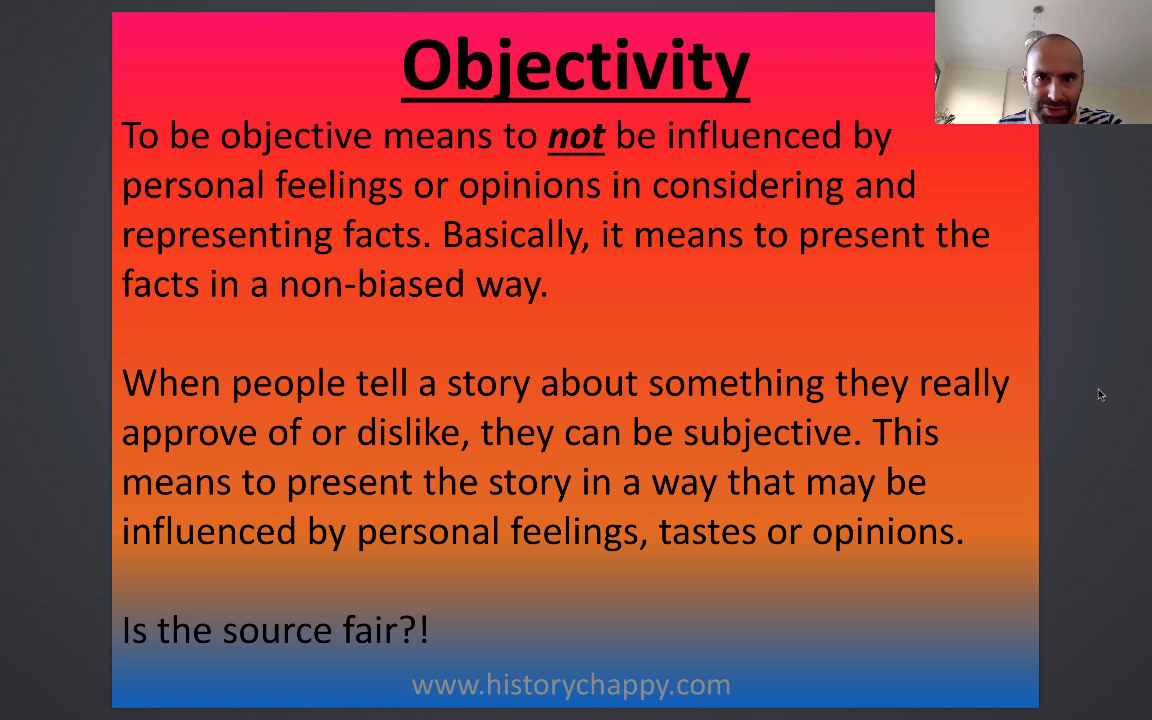 Objectivity
To be objective means to not be influenced by
personal feelings or opinions in considering and
representing facts. Basically, it means to present the
facts in a non-biased way.
When people tell a story about something they really
approve of or dislike, they can be subjective. This
means to present the story in a way that may be
influenced by personal feelings, tastes or opinions.
Is the source fair?!
www.historychappy.com